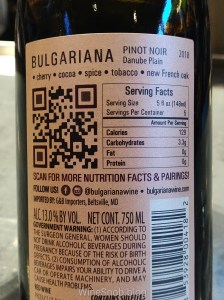 BULGARIANA PINOT NOIR 2018
Danube Plain
• cherry • cocoa • spice • tobacco • new French oak
Serving Facts
Serving Size 5 fl oz (148ml)
Servings Per Container 5
Amount Per Serving
Calories 129
Carbohydrates 3.3g
Fat 0g
Protein 0g
SCAN FOR MORE NUTRITION FACTS & PAIRINGS!
FOLLOW US! @bulgarianawine • bulgarianawine.com
IMPORTED BY: G&B Importers, Beltsville, MD
ALC. 13.0 % BY VOL. NET CONT. 750 ML
GOVERNMENT WARNING: (1) ACCORDING TO
THE SURGEON GENERAL, WOMEN SHOULD
NOT DRINK ALCOHOLIC BEVERAGES DURING
PREGNANCY BECAUSE OF THE RISK OF BIRTH
DEFECTS. (2) CONSUMPTION OF ALCOHOLIC
BEVERAGES IMPAIRS YOUR ABILITY TO DRIVE A
CAR OR OPERATE MACHINERY, AND MAY
CAUSE HEALTH PROBLEMS.
CONTAINS SULFITES